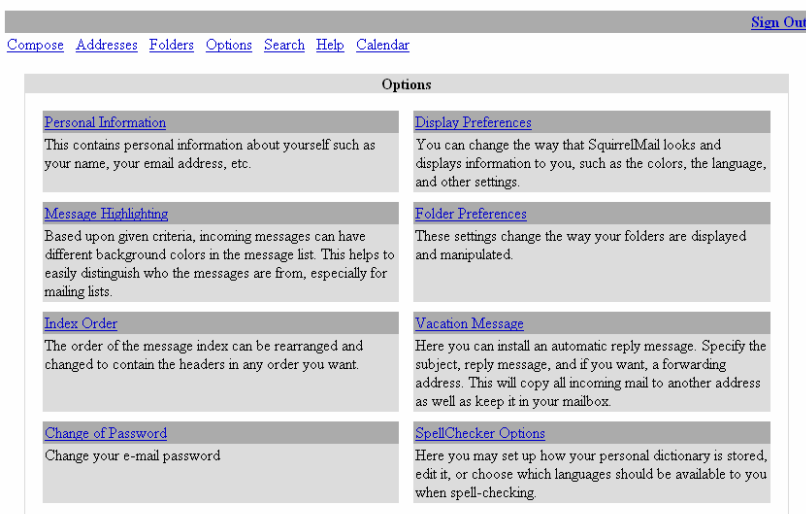 Sign Out
Compose Addresses Folders Options Search Help Calendar
Options
Personal Information
This contains personal information about yourself such as
your name, your email address, etc.
Display Preferences
You can change the way that SquirrelMail looks and
displays information to you, such as the colors, the language,
and other settings.
Message Highlighting
Based upon given criteria, incoming messages can have
different background colors in the message list. This helps to
easily distinguish who the messages are from, especially for
mailing lists.
Folder Preferences
These settings change the way your folders are displayed
and manipulated.
Index Order
The order of the message index can be rearranged and
changed to contain the headers in any order you want.
Vacation Message
Here you can install an automatic reply message. Specify the
subject, reply message, and if you want, a forwarding
address. This will copy all incoming mail to another address
as well as keep it in your mailbox.
Change of Password
Change your e-mail password
SpellChecker Options
Here you may set up how your personal dictionary is stored,
edit it, or choose which languages should be available to you
when spell-checking.